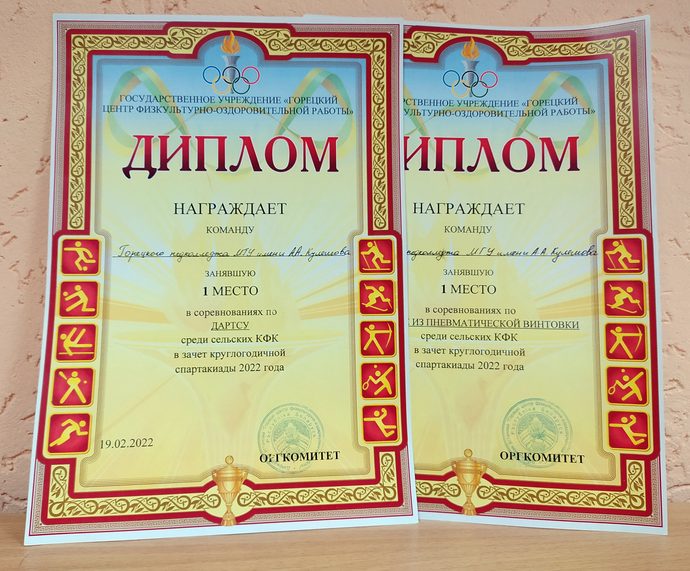 ГОСУДАРСТВЕННОЕ УЧРЕЖДЕНИЕ «ГОРЕЦКИЙ
ЦЕНТР ФИЗКУЛЬТУРНО-ОЗДОРОВИТЕЛЬНОЙ РАБОТЫ»
ДИПЛОМ
НАГРАЖДАЕТ
КОМАНДУ
Горецкого педколледжа МГУ имени А.А. Кулешова
ЗАНЯВШУЮ
1 МЕСТО
в соревнованиях по
ДАРТСУ
среди сельских КФК
в зачет круглогодичной
спартакиады 2022 года
19.02.2022
ОРГКОМИТЕТ
РСТВЕННОЕ УЧРЕЖДЕНИЕ «ГОРЕЦКИЙ
КУЛЬТУРНО-ОЗДОРОВИТЕЛЬНОЙ РАБОТЫ»
ИПЛОМ
НАГРАЖДАЕТ
КОМАНДУ
педколледжа МГУ имени А.А. Кулешова
ЗАНЯВШУЮ
1 МЕСТО
в соревнованиях по
ИЗ ПНЕВМАТИЧЕСКОЙ ВИНТОВКИ
среди сельских КФК
в зачет круглогодичной
спартакиады 2022 года
ОРГКОМИТЕТ